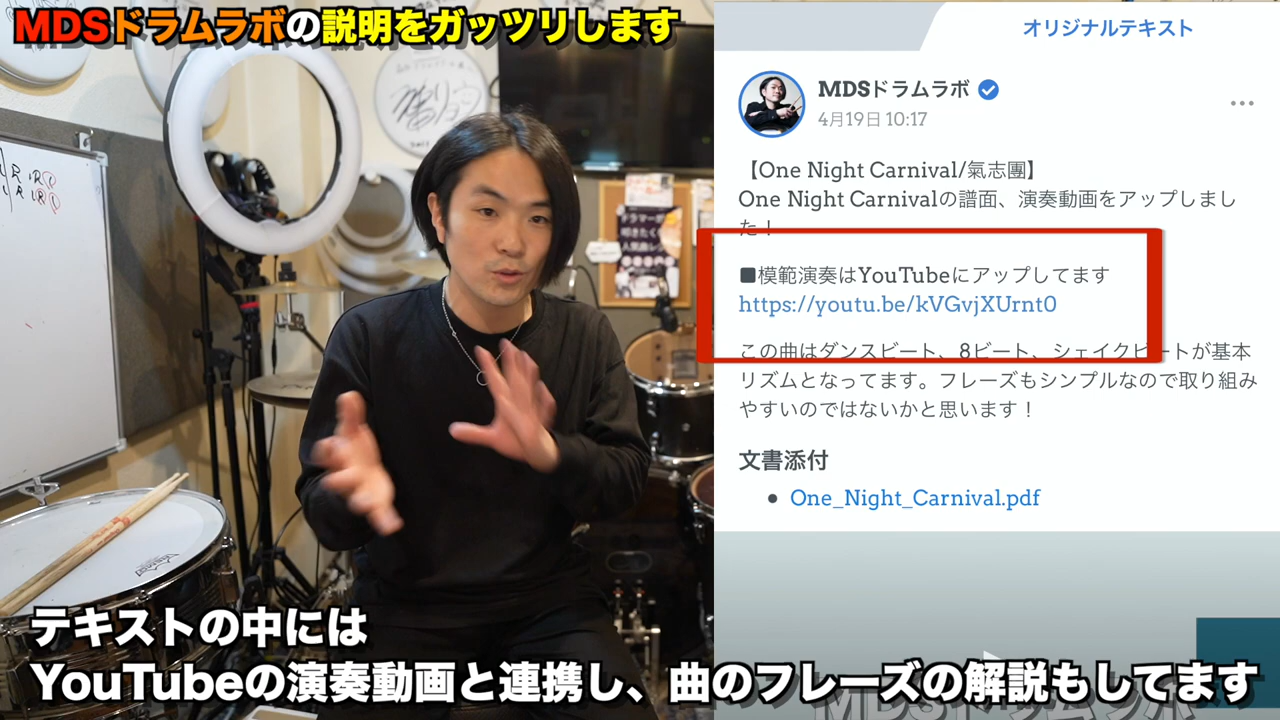 MDSドラムラボの説明をガッツリします
オリジナルテキスト
MDSドラムラボ
4月19日 10:17
【One Night Carnival/氣志團】
One Night Carnivalの譜面、演奏動画をアップしまし
た！
■模範演奏はYouTubeにアップしてます
https://youtu.be/kVGvjXUrnt0
この曲はダンスビート、8ビート、シェイクビートが基本
リズムとなってます。フレーズもシンプルなので取り組み
やすいのではないかと思います！
文書添付
• One_Night_Carnival.pdf
テキストの中には
YouTubeの演奏動画と連携し、曲のフレーズの解説もしてます